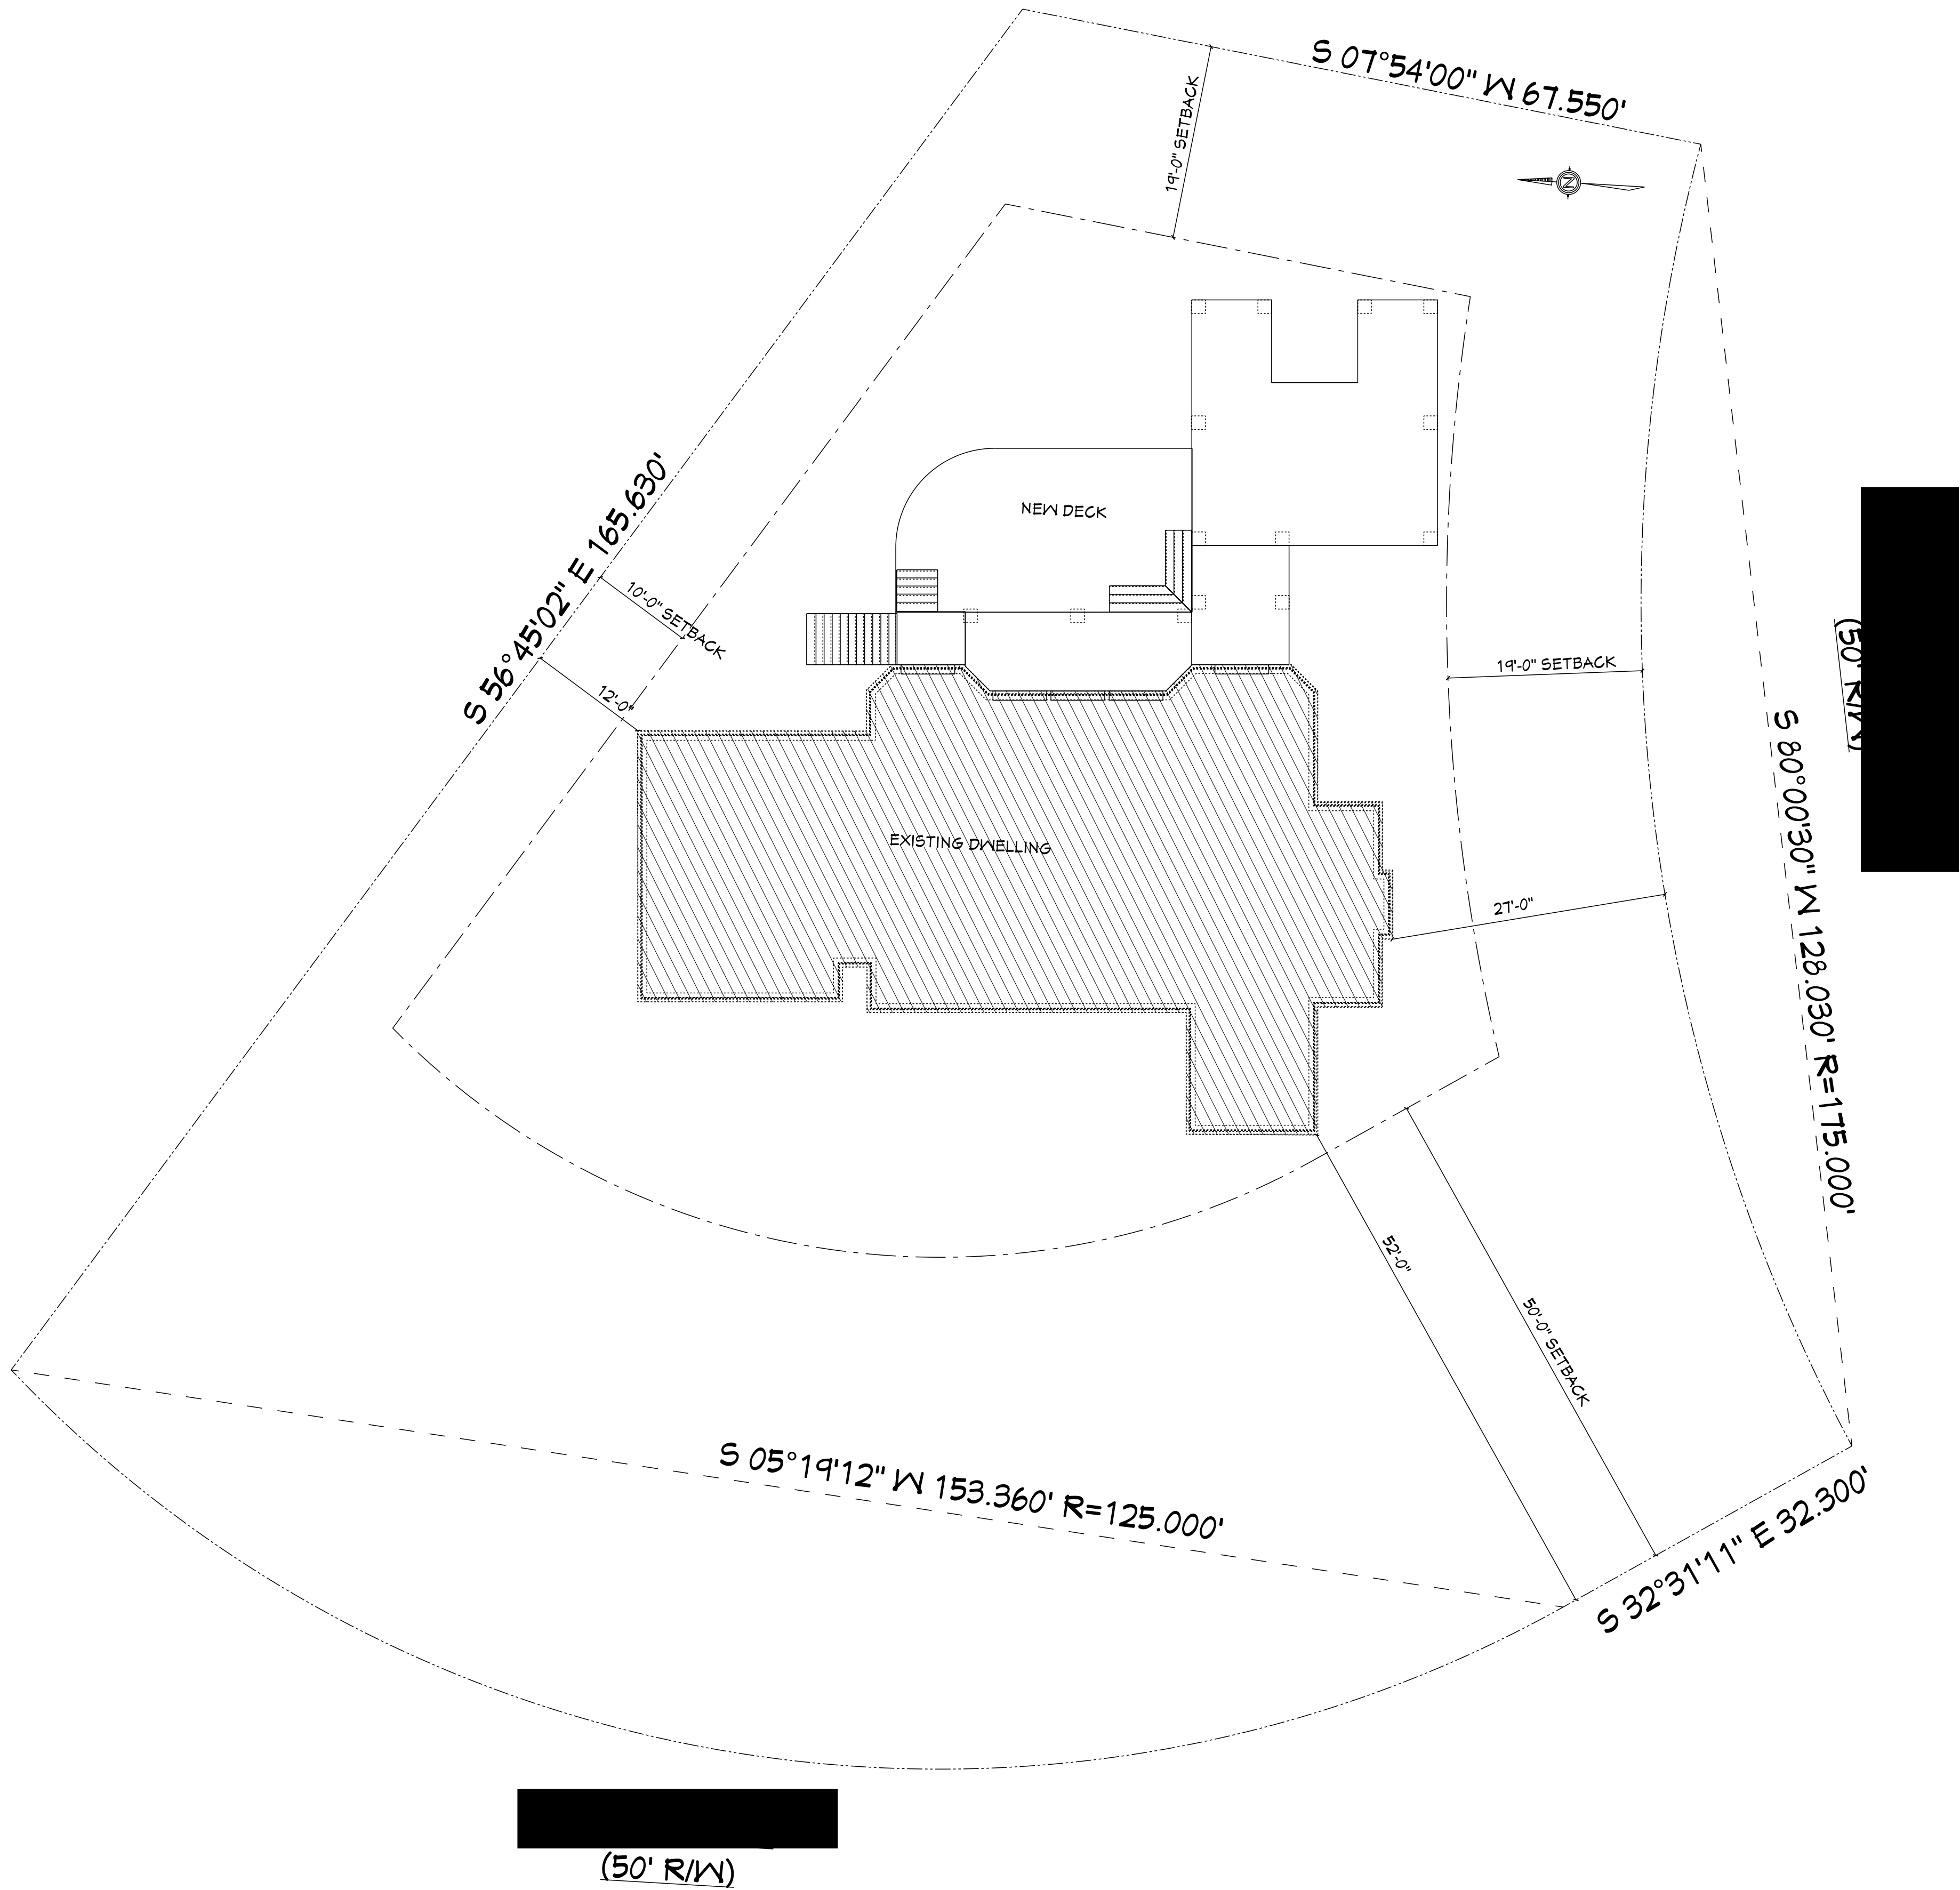 S 07°54'00" W 67.550'
19'-0" SETBACK
N
NEW DECK
S 56°45'02" E 165.630'
10'-0" SETBACK
12'-0"
19'-0" SETBACK
(50' R/W)
S 80°00'30" W 128.030' R=175.000'
EXISTING DWELLING
27'-0"
52'-0"
50'-0" SETBACK
S 05°19'12" W 153.360' R=125.000'
S 32°31'11" E 32.300'
(50' R/W)